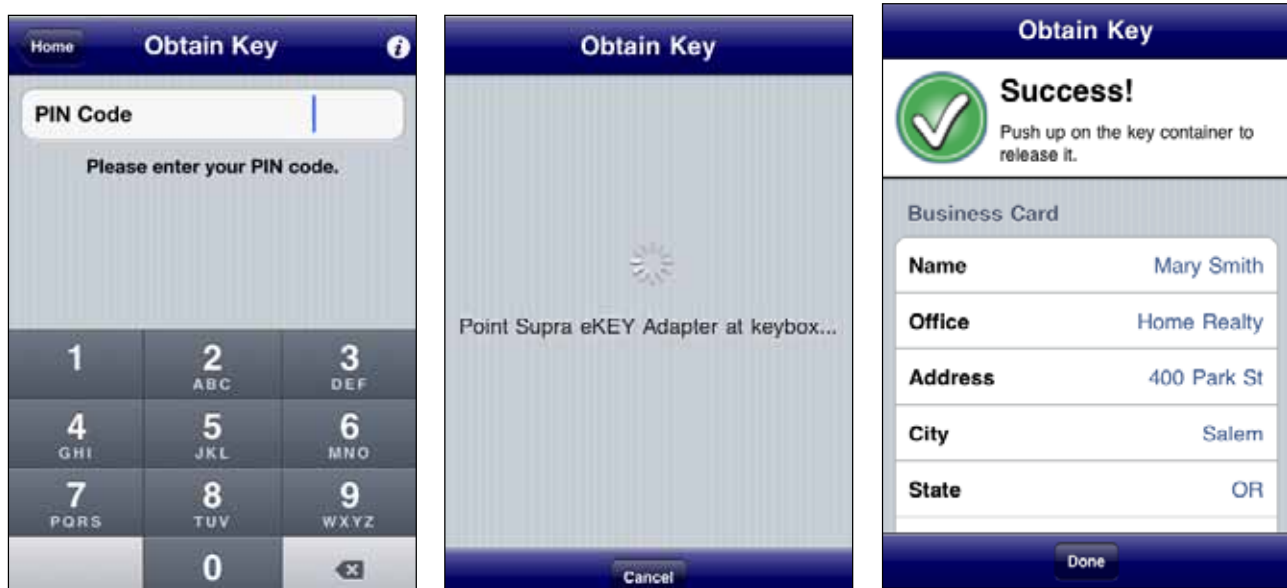 Home
Obtain Key
i
PIN Code
Please enter your PIN code.
1
2
ABC
3
DEF
4
GHI
5
JKL
6
MNO
7
PQRS
8
TUV
9
WXYZ
0
Obtain Key
Point Supra eKEY Adapter at keybox...
Cancel
Obtain Key
Success!
Push up on the key container to
release it.
Business Card
Name Mary Smith
Office Home Realty
Address 400 Park St
City Salem
State OR
Done